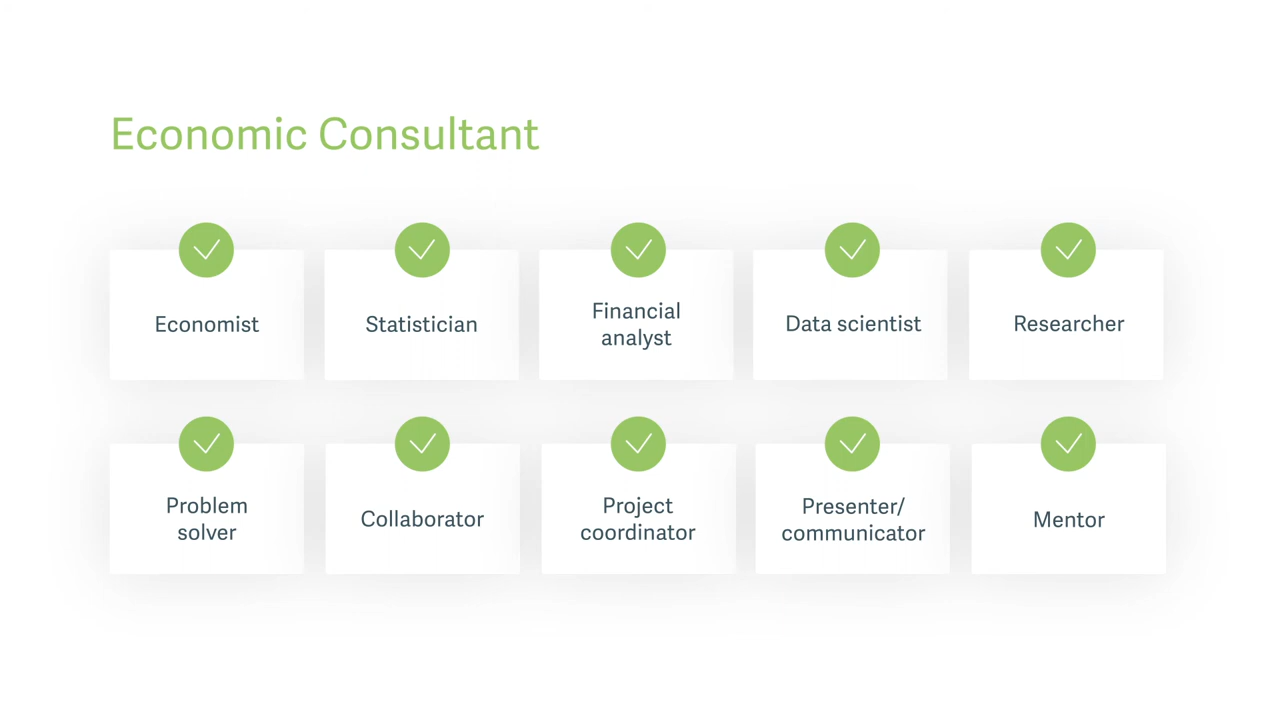 Economic Consultant
Economist
Statistician
Financial
analyst
Data scientist
Researcher
Problem
solver
Collaborator
Project
coordinator
Presenter/
communicator
Mentor